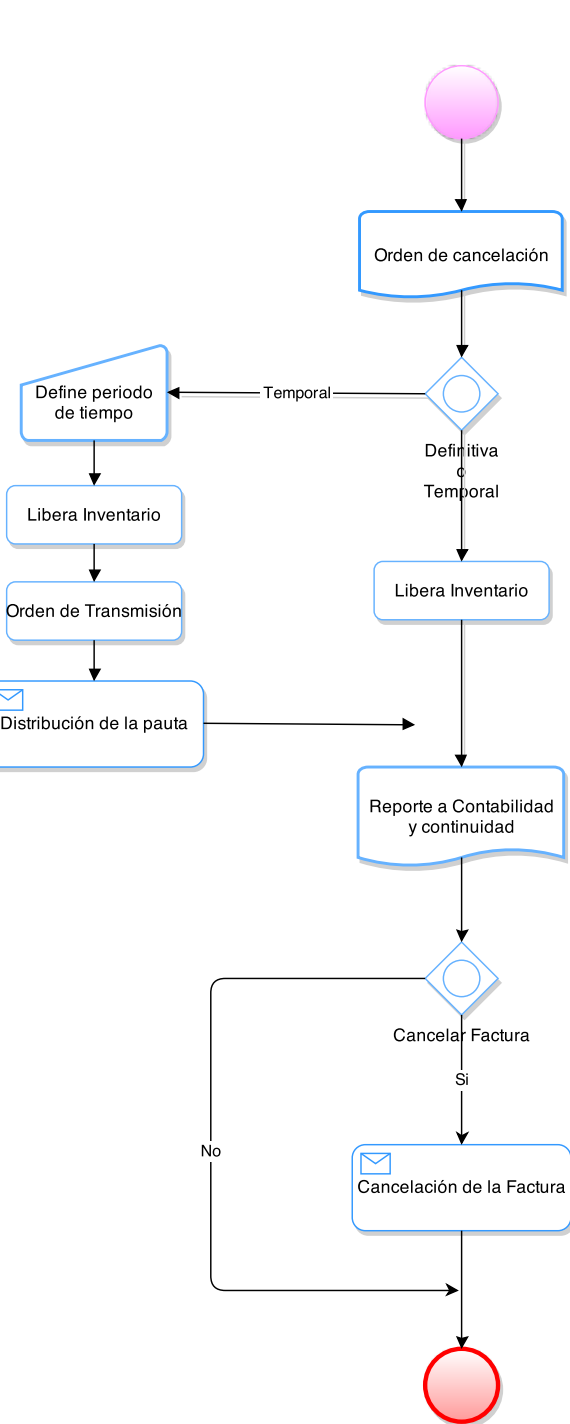 Orden de cancelación
Temporal
Define periodo
de tiempo
Definitiva
o
Temporal
Libera Inventario
Libera Inventario
Orden de Transmisión
Distribución de la pauta
Reporte a Contabilidad
y continuidad
Cancelar Factura
Si
No
Cancelación de la Factura